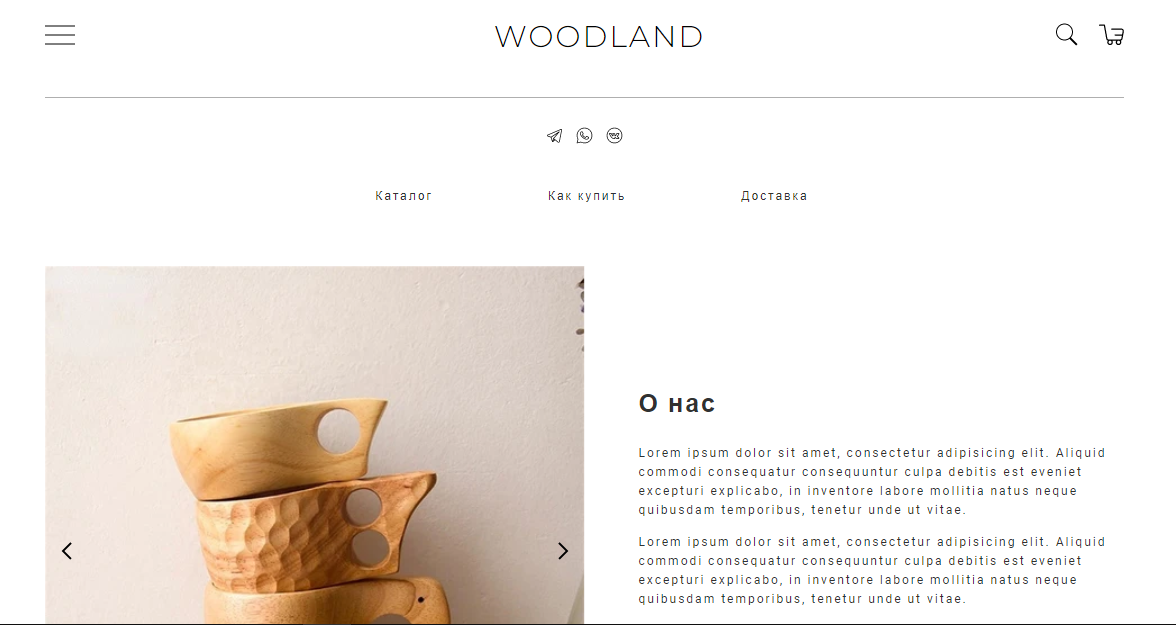 WOODLAND
Каталог
Как купить
Доставка
О нас
Lorem ipsum dolor sit amet, consectetur adipisicing elit. Aliquid
commodi consequatur consequuntur culpa debitis est eveniet
excepturi explicabo, in inventore labore mollitia natus neque
quibusdam temporibus, tenetur unde ut vitae.
Lorem ipsum dolor sit amet, consectetur adipisicing elit. Aliquid
commodi consequatur consequuntur culpa debitis est eveniet
excepturi explicabo, in inventore labore mollitia natus neque
quibusdam temporibus, tenetur unde ut vitae.